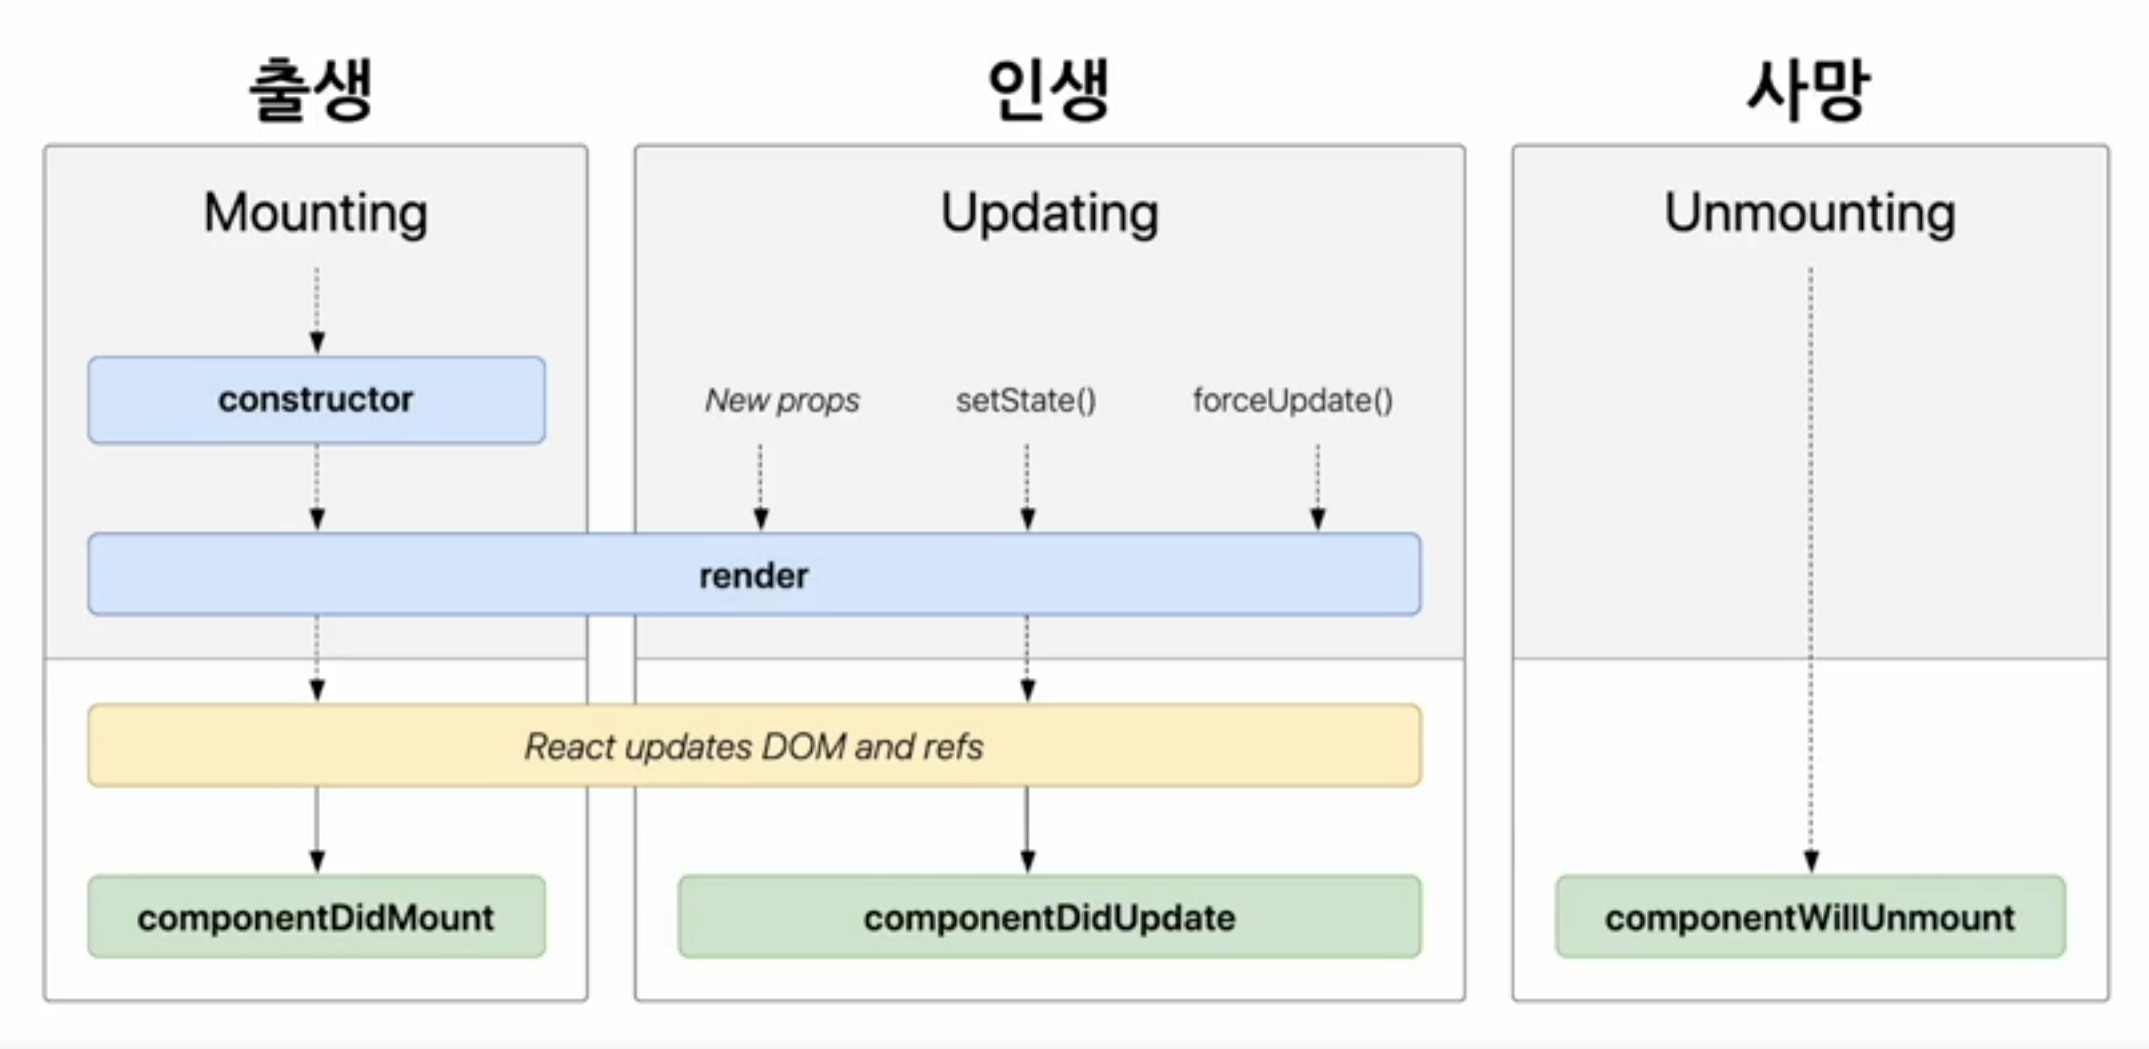 출생
인생
사망
Mounting
Updating
Unmounting
constructor
New props
setState()
forceUpdate()
render
React updates DOM and refs
componentDidMount
componentDidUpdate
componentWillUnmount